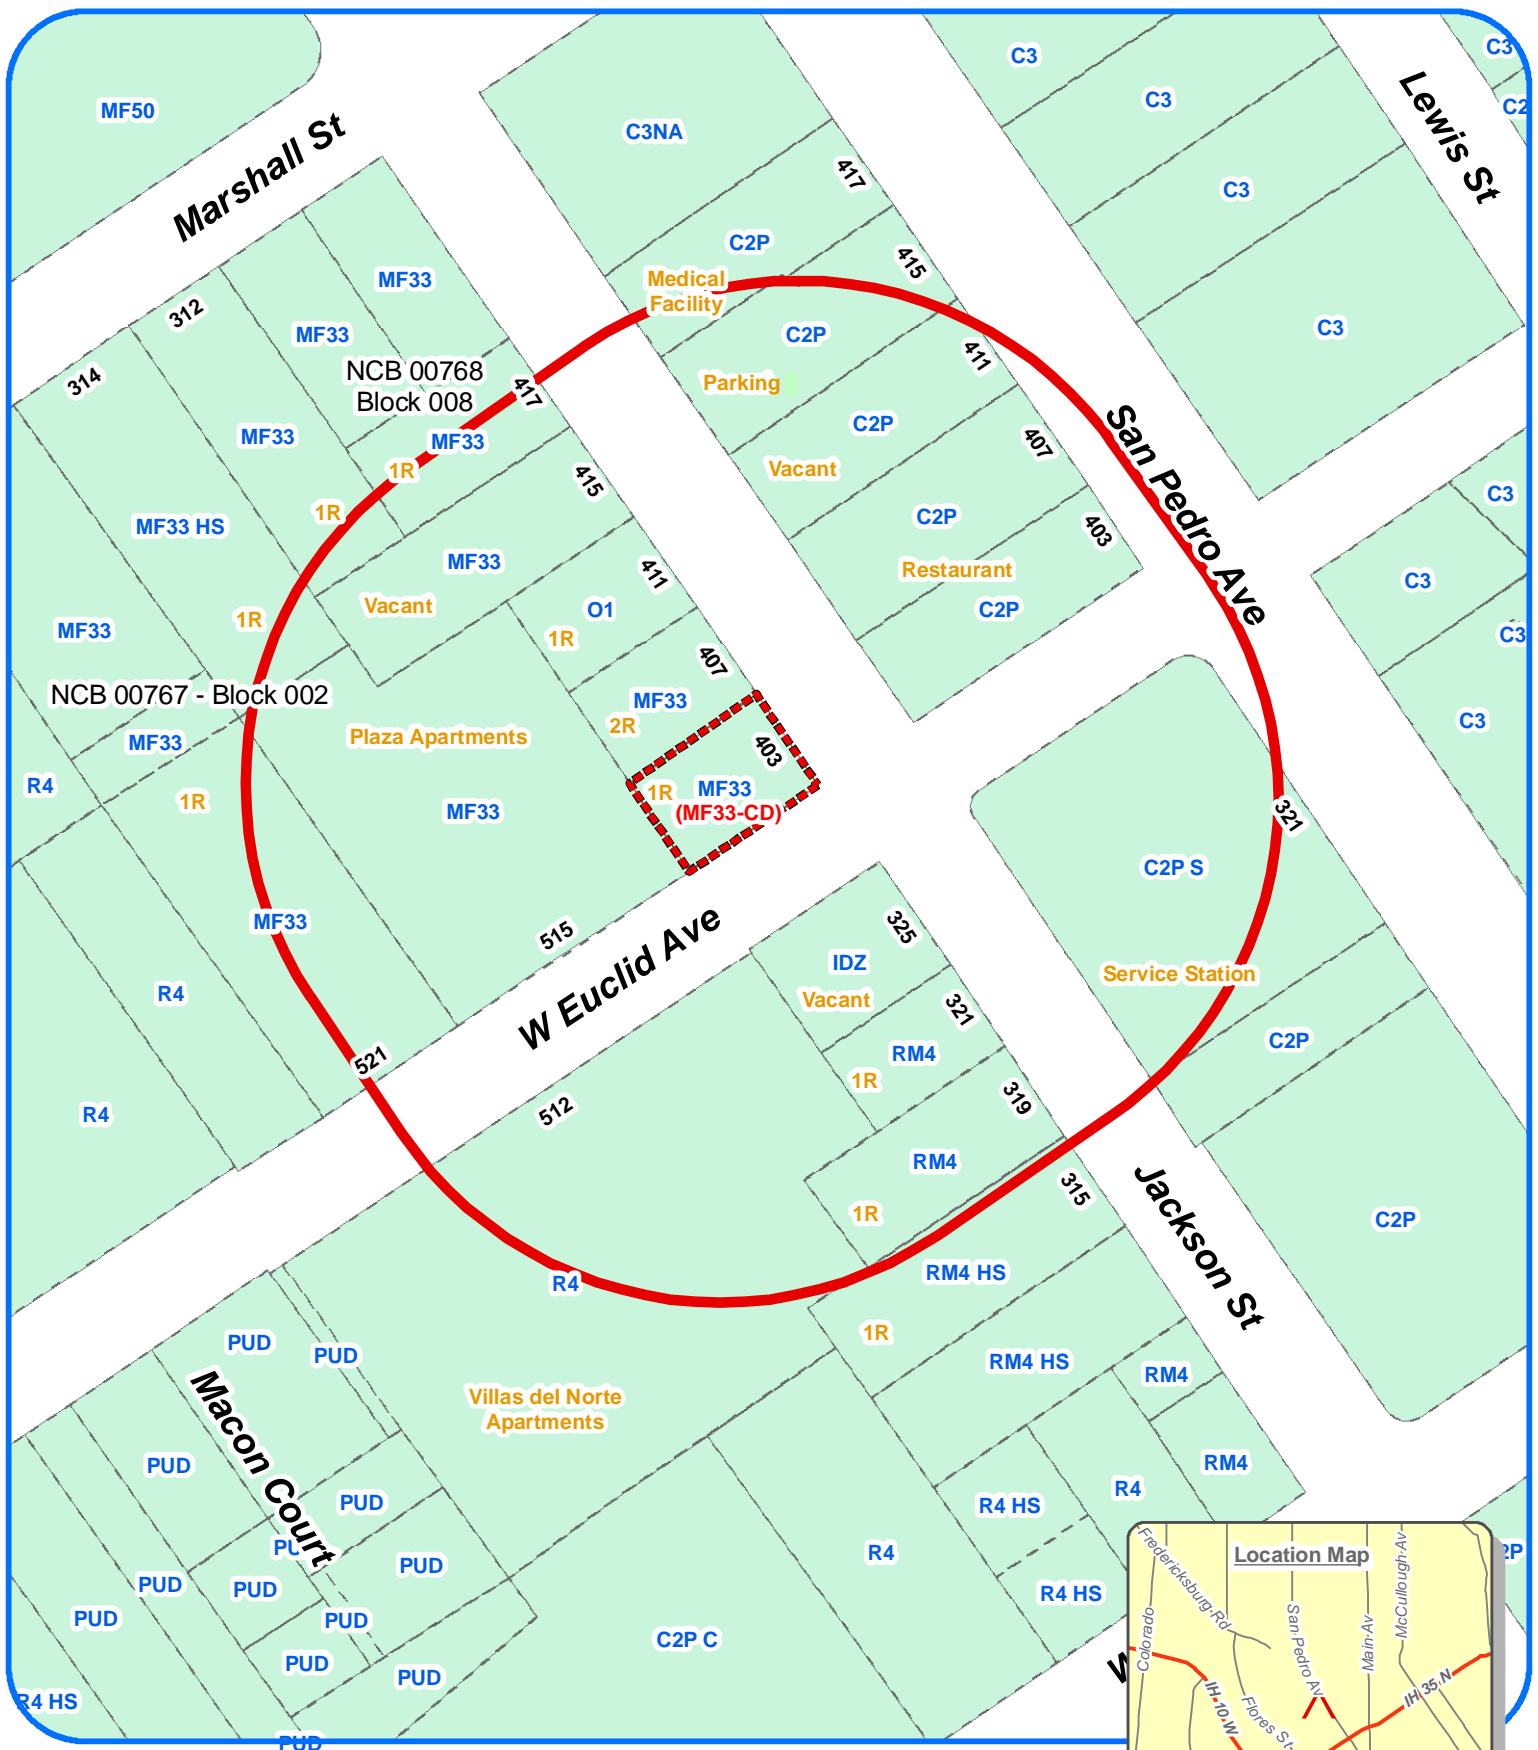 MF50
Marshall St
C3NA
C3
C3
C3
C3
Lewis St
C3
417
C2P
415
Medical
Facility
C2P
411
Parking
C2P
407
Vacant
C2P
403
Restaurant
C2P
San Pedro Ave
C3
C3
C3
C3
312
314
MF33
MF33
NCB 00768
Block 008
417
MF33
MF33
1R
1R
415
MF33 HS
MF33
Vacant
411
O1
1R
407
1R
MF33
NCB 00767 - Block 002
MF33
R4
1R
Plaza Apartments
MF33
MF33
2R
403
1R
MF33
(MF33-CD)
321
C2P S
Service Station
C2P
C2P
MF33
R4
R4
515
W Euclid Ave
521
512
325
IDZ
Vacant
321
RM4
1R
319
RM4
1R
315
Jackson St
RM4 HS
1R
RM4 HS
RM4
RM4
R4
Villas del Norte
Apartments
PUD
PUD
Macon Court
PUD
PUD
PUD
PUD
PUD
PUD
PUD
PUD
PUD
PUD
R4 HS
R4
R4 HS
R4
R4 HS
C2P C
Location Map
Fredericksburg Rd
Colorado
San Pedro Av
Main Av
McCullough Av
IH 10 W
Flores St
IH 35 N